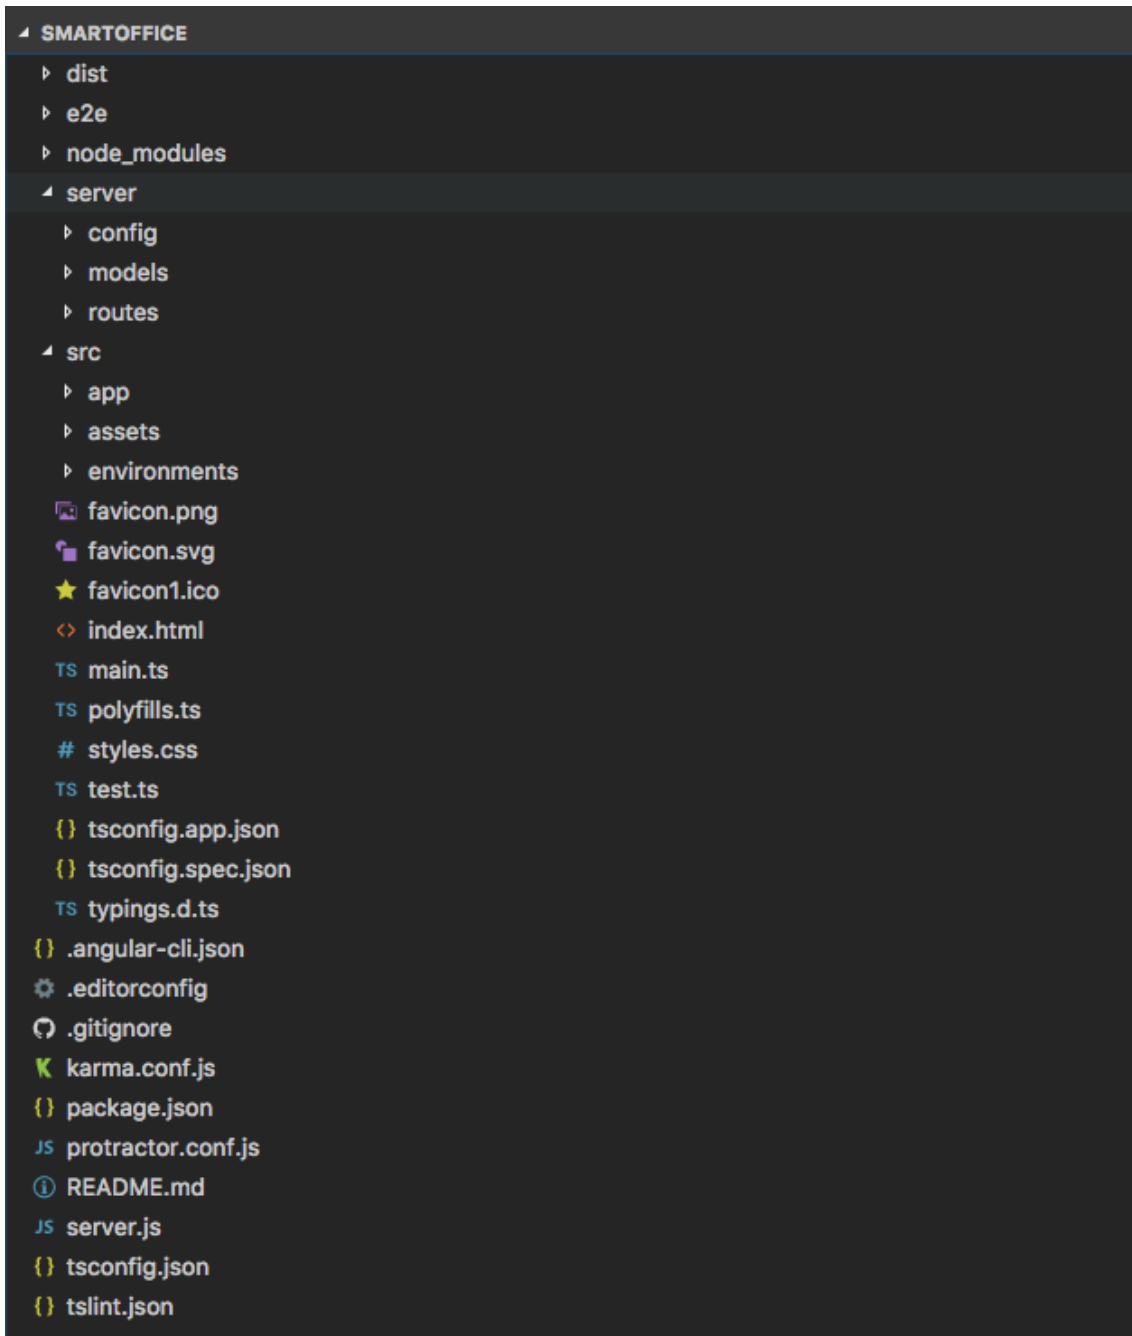 SMARTOFFICE
dist
e2e
node_modules
server
config
models
routes
src
app
assets
environments
favicon.png
favicon.svg
favicon1.ico
<> index.html
TS main.ts
TS polyfills.ts
# styles.css
TS test.ts
{} tsconfig.app.json
{} tsconfig.spec.json
TS typings.d.ts
{} .angular-cli.json
.editorconfig
.gitignore
K karma.conf.js
{} package.json
JS protractor.conf.js
README.md
JS server.js
{} tsconfig.json
{} tslint.json